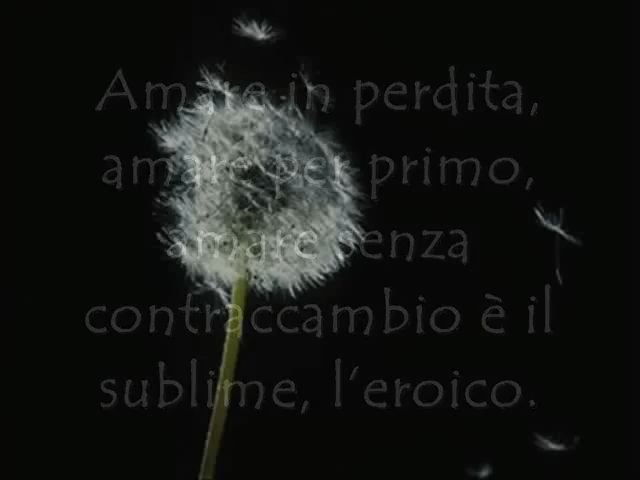 Amare in perdita,
amare per primo,
amare senza
contraccambio è il
sublime, l'eroico.